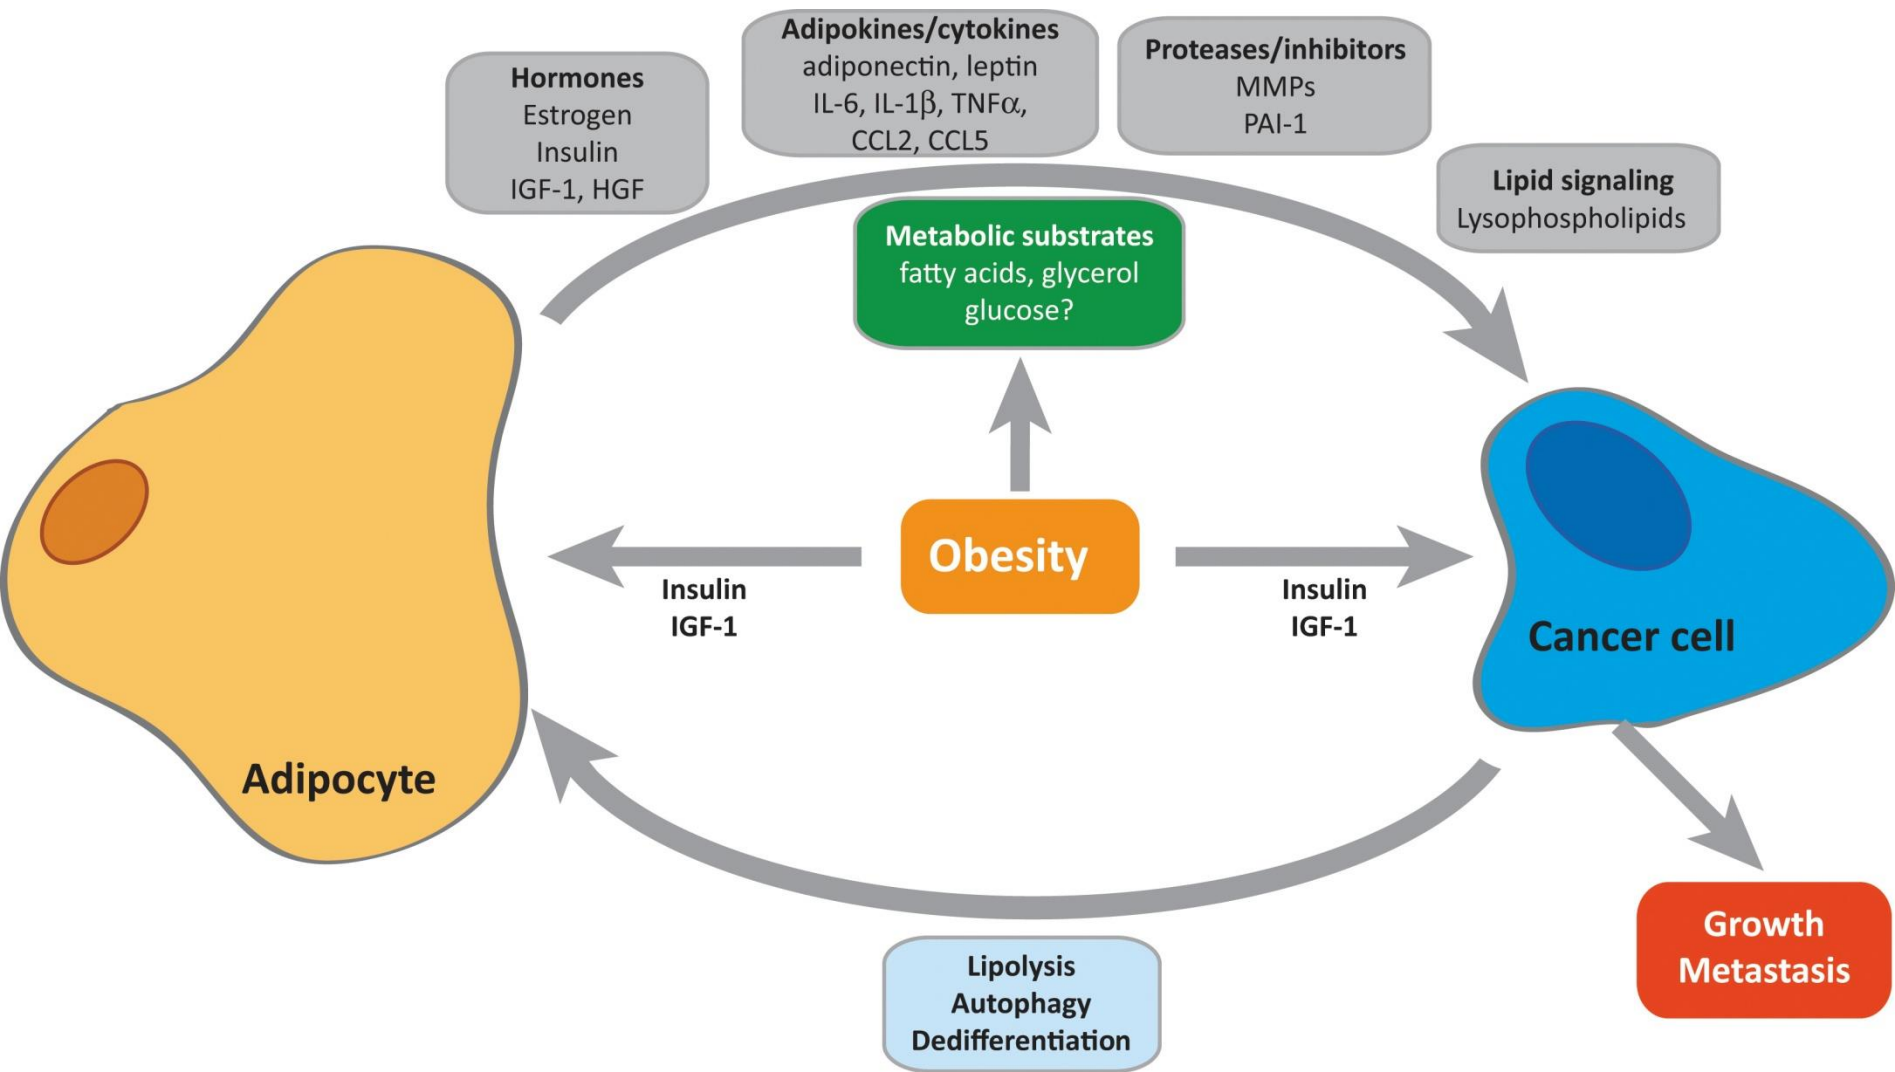 Hormones
Estrogen
Insulin
IGF-1, HGF
Adipokines/cytokines
adiponectin, leptin
IL-6, IL-1β, TNFα,
CCL2, CCL5
Proteases/inhibitors
MMPs
PAI-1
Lipid signaling
Lysophospholipids
Metabolic substrates
fatty acids, glycerol
glucose?
Obesity
Insulin
IGF-1
Insulin
IGF-1
Cancer cell
Adipocyte
Growth
Metastasis
Lipolysis
Autophagy
Dedifferentiation